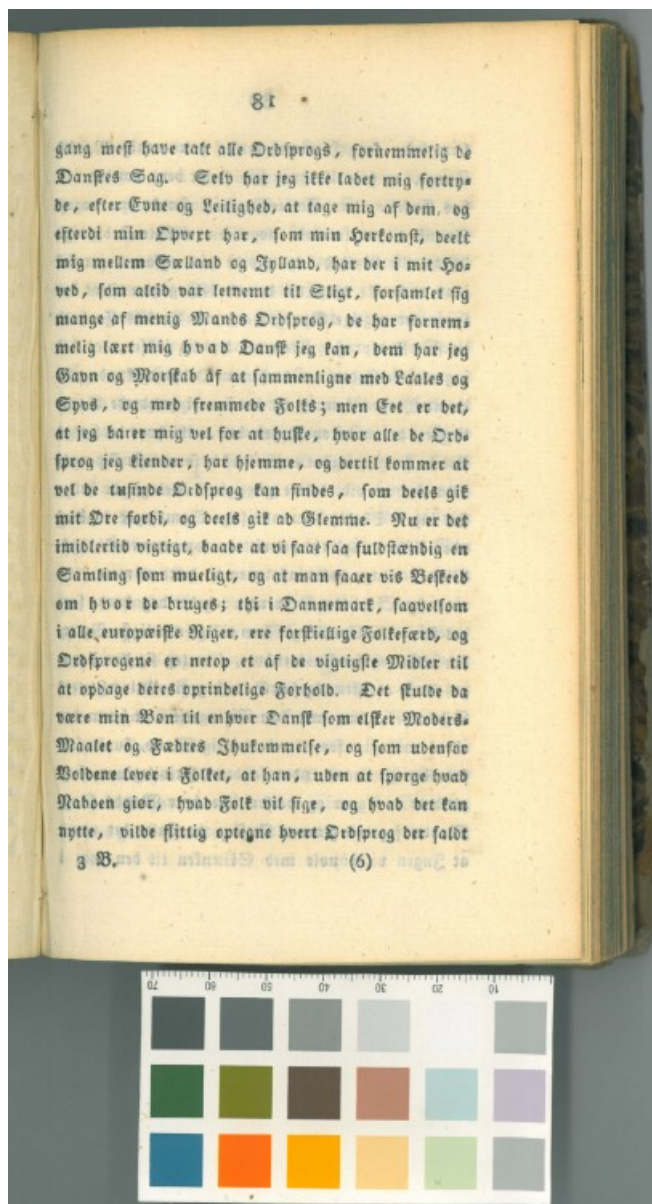 81
gang mest have talt alle Ordsprogs, fornemmelig de
Danskes Sag. Selv har jeg ikke ladet mig fortry-
de, efter Evne og Leilighed, at tage mig af dem, og
efterdi min Opvext har, som min Herkomst, deelt
mig mellem Sælland og Jylland, har der i mit Ho-
ved, som altid var letnemt til Sligt, forsamlet sig
mange af menig Mands Ordsprog, de har fornem-
melig lært mig hvad Dansk jeg kan, dem har jeg
Gavn og Morskab af at sammenligne med Laales og
Syvs, og med fremmede Folks; men Eet er det,
at jeg barer mig vel for at huske, hvor alle de Ord-
sprog jeg kiender, har hjemme, og dertil kommer at
vel de tusinde Ordsprog kan findes, som deels gik
mit Øre forbi, og deels gik ad Glemme. Nu er det
imidlertid vigtigt, baade at vi faae saa fuldstændig en
Samling som mueligt, og at man faaer vis Beskeed
om hvor de bruges; thi i Dannemark, saavelsom
i alle europæiske Riger, ere forskiellige Folkefærd, og
Ordsprogene er netop et af de vigtigste Midler til
at opdage deres oprindelige Forhold. Det skulde da
være min Bøn til enhver Dansk som elsker Moders-
Maalet og Fædres Ihukommelse, og som udenfor
Voldene lever i Folket, at han, uden at spørge hvad
Naboen giør, hvad Folk vil sige, og hvad det kan
nytte, vilde flittig optegne hvert Ordsprog der faldt
3 B. (6)
70 60 50 40 30 20 10